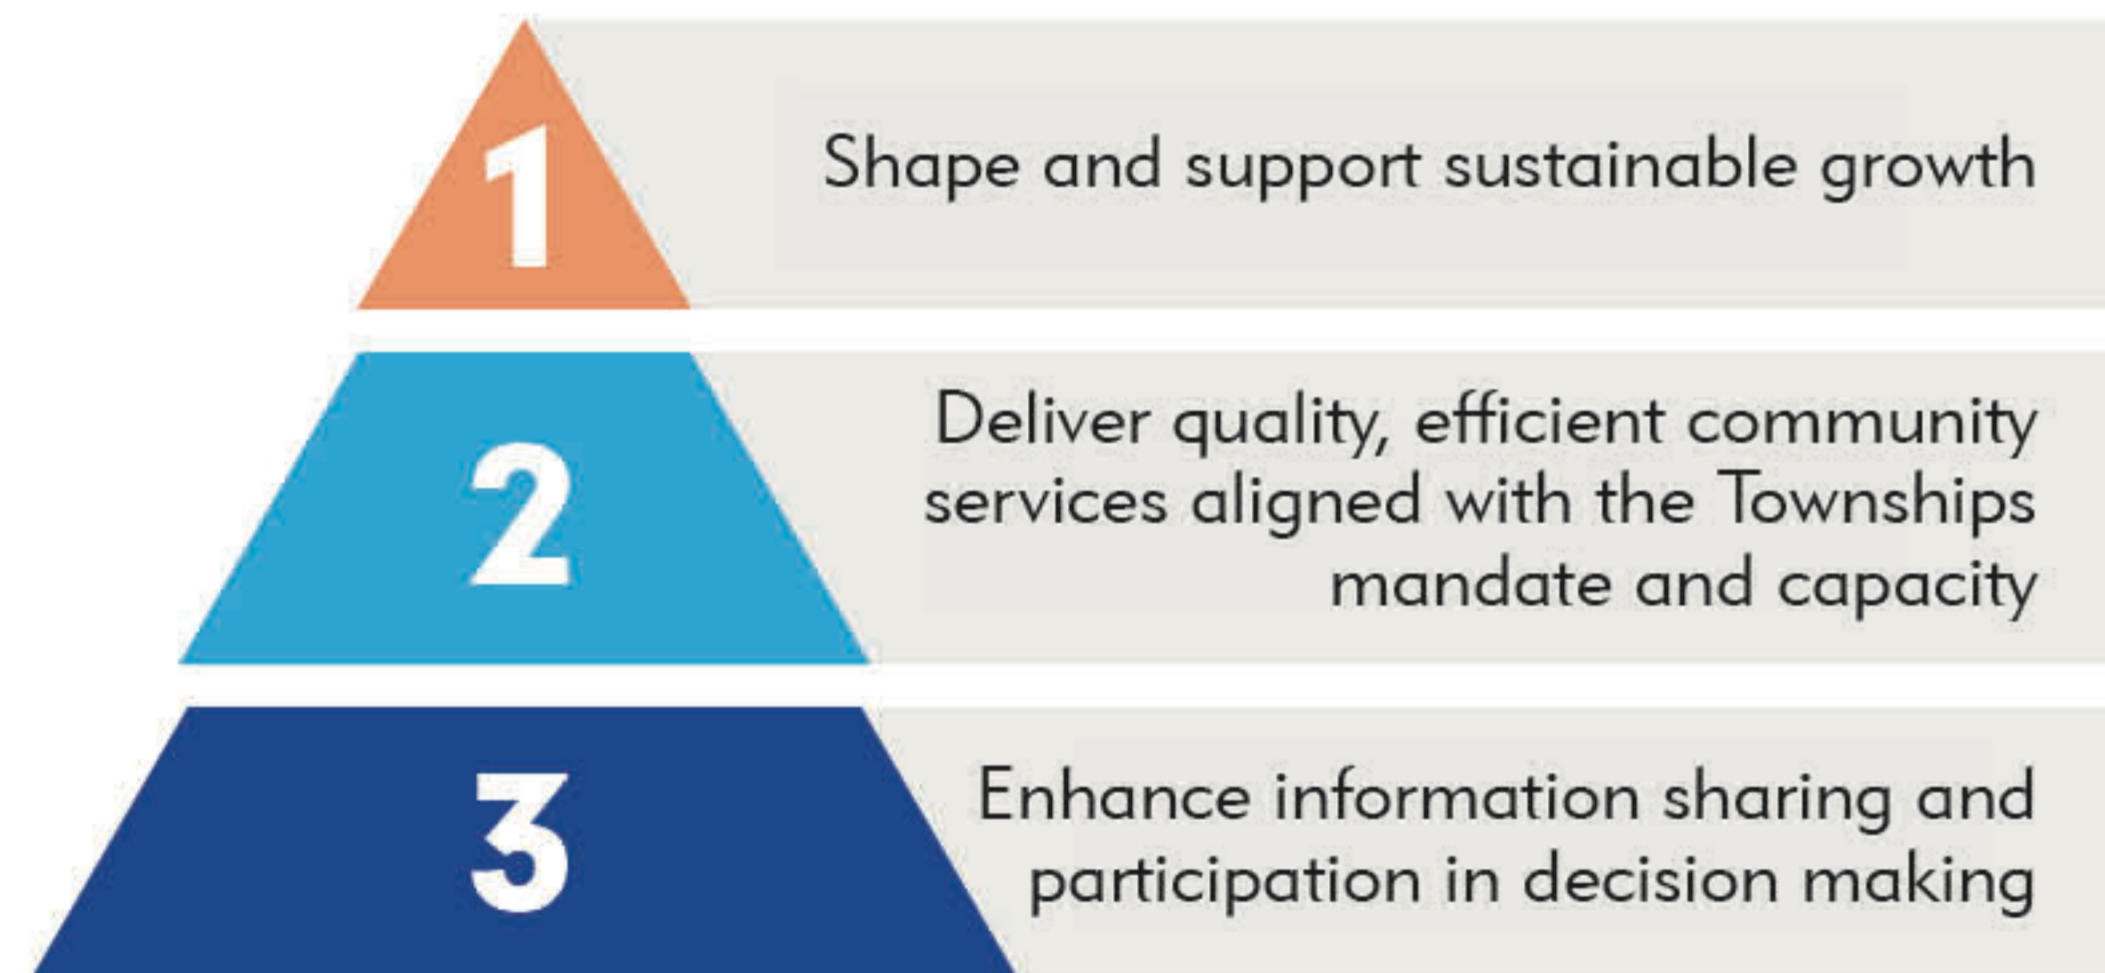 1
Shape and support sustainable growth
2
Deliver quality, efficient community
services aligned with the Townships
mandate and capacity
3
Enhance information sharing and
participation in decision making